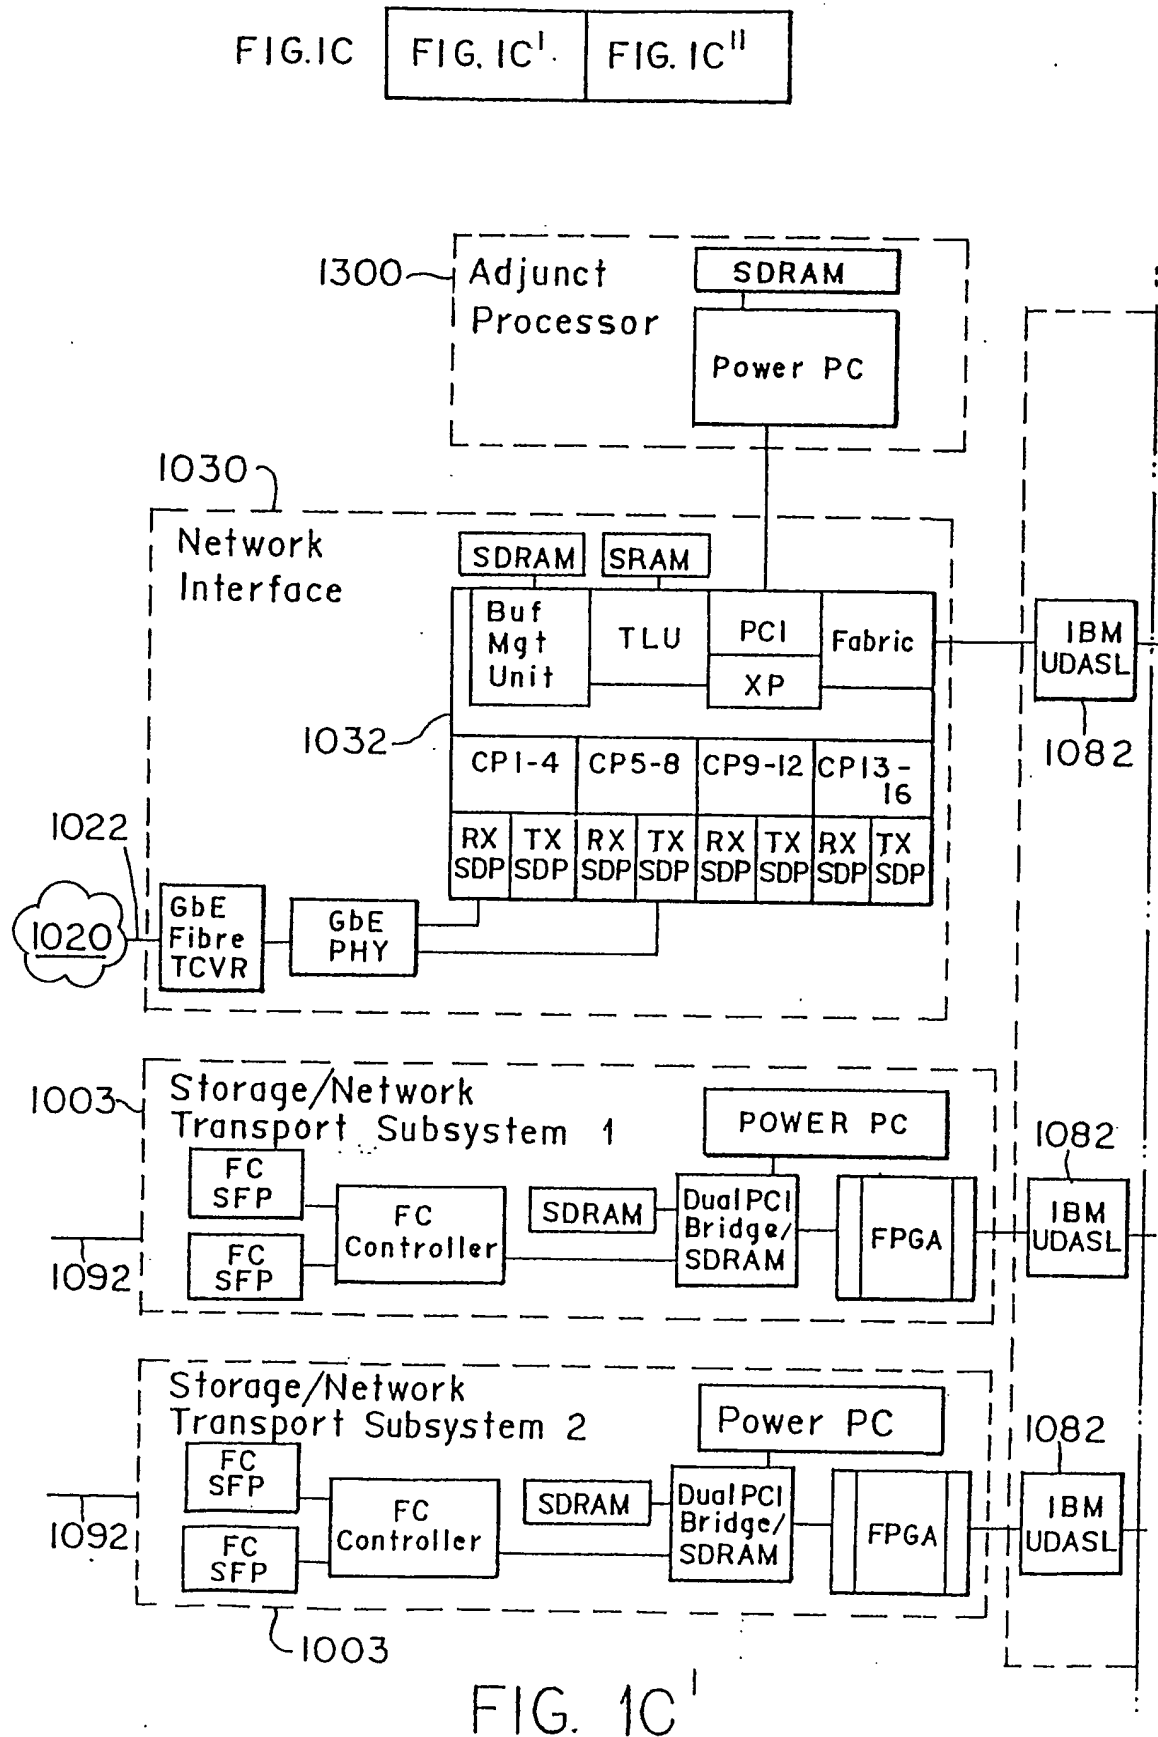 FIG.1C
FIG. 1C'
FIG. 1C''
1300
Adjunct
Processor
SDRAM
Power PC
1030
Network
Interface
SDRAM
SRAM
Buf
Mgt
Unit
TLU
PCI
XP
Fabric
IBM
UDASL
1082
1032
CP1-4
CP5-8
CP9-12
CP13-
16
RX
SDP
TX
SDP
RX
SDP
TX
SDP
RX
SDP
TX
SDP
RX
SDP
TX
SDP
1022
1020
GbE
Fibre
TCVR
GbE
PHY
1003
Storage/Network
Transport Subsystem 1
POWER PC
FC
SFP
FC
SFP
FC
Controller
SDRAM
Dual PCI
Bridge/
SDRAM
FPGA
1082
IBM
UDASL
1092
Storage/Network
Transport Subsystem 2
Power PC
FC
SFP
FC
SFP
FC
Controller
SDRAM
Dual PCI
Bridge/
SDRAM
FPGA
1082
IBM
UDASL
1092
1003
FIG. 1C'